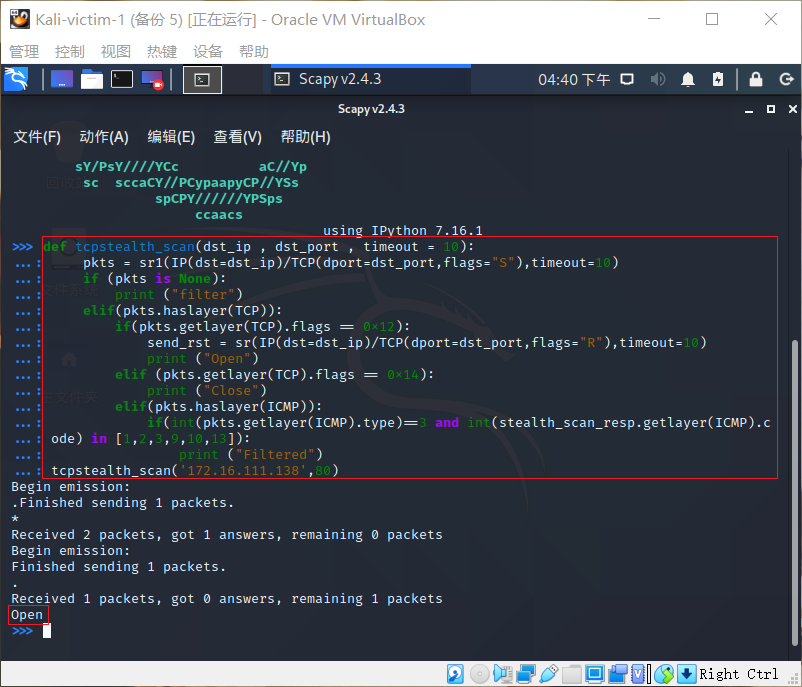 Kali-victim-1 (备份 5) [正在运行] - Oracle VM VirtualBox
管理 控制 视图 热键 设备 帮助
Scapy v2.4.3 04:40 下午
Scapy v2.4.3
文件(F) 动作(A) 编辑(E) 查看(V) 帮助(H)
sY/PsY////YCc aC//Yp
sc sccaCY//PCypaapyCP//YSs
spCPY//////YPSps
ccaacs
using IPython 7.16.1
>>> def tcpstealth_scan(dst_ip , dst_port , timeout = 10):
... : pkts = sr1(IP(dst=dst_ip)/TCP(dport=dst_port,flags="S"),timeout=10)
... : if (pkts is None):
... : print ("filter")
... : elif(pkts.haslayer(TCP)):
... : if(pkts.getlayer(TCP).flags == 0×12):
... : send_rst = sr(IP(dst=dst_ip)/TCP(dport=dst_port,flags="R"),timeout=10)
... : print ("Open")
... : elif (pkts.getlayer(TCP).flags == 0×14):
... : print ("Close")
... : elif(pkts.haslayer(ICMP)):
... : if(int(pkts.getlayer(ICMP).type)==3 and int(stealth_scan_resp.getlayer(ICMP).c
... : ode) in [1,2,3,9,10,13]):
... : print ("Filtered")
... : tcpstealth_scan('172.16.111.138',80)
Begin emission:
.Finished sending 1 packets.
*
Received 2 packets, got 1 answers, remaining 0 packets
Begin emission:
Finished sending 1 packets.
.
Received 1 packets, got 0 answers, remaining 1 packets
Open
>>>
Right Ctrl